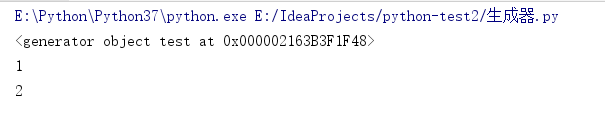 E:\Python\Python37\python.exe E:/IdeaProjects/python-test2/生成器.py
<generator object test at 0x000002163B3F1F48>
1
2